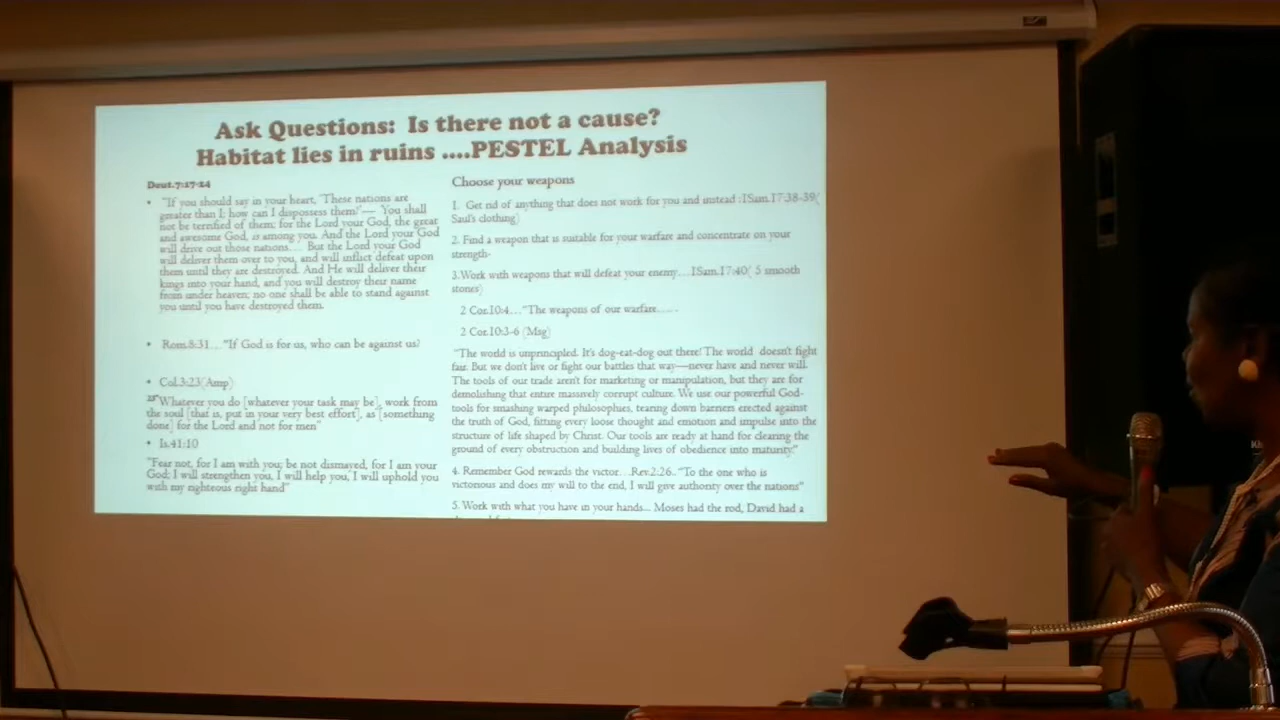 Ask Questions: Is there not a cause?
Habitat lies in ruins ....PESTEL Analysis
Deut.7:17-24
• "If you should say in your heart, 'These nations are
greater than I; how can I dispossess them?'— You shall
not be terrified of them; for the Lord your God, the great
and awesome God, is among you. And the Lord your God
will drive out those nations.... But the Lord your God
will deliver them over to you, and will inflict defeat upon
them until they are destroyed. And He will deliver their
kings into your hand, and you will destroy their name
from under heaven; no one shall be able to stand against
you until you have destroyed them.
• Rom.8:31...."If God is for us, who can be against us?
• Col.3:23(Amp)
"Whatever you do [whatever your task may be], work from
the soul [that is, put in your very best effort], as [something
done] for the Lord and not for men"
• Is.41:10
"Fear not, for I am with you; be not dismayed, for I am your
God; I will strengthen you, I will help you, I will uphold you
with my righteous right hand"
Choose your weapons
1. Get rid of anything that does not work for you and instead :1Sam.17:38-39(
Saul's clothing)
2. Find a weapon that is suitable for your warfare and concentrate on your
strength-
3.Work with weapons that will defeat your enemy....1Sam.17:40( 5 smooth
stones)
2 Cor.10:4..."The weapons of our warfare.....
2 Cor.10:3-6 (Msg)
"The world is unprincipled. It's dog-eat-dog out there! The world doesn't fight
fair. But we don't live or fight our battles that way—never have and never will.
The tools of our trade aren't for marketing or manipulation, but they are for
demolishing that entire massively corrupt culture. We use our powerful God-
tools for smashing warped philosophies, tearing down barriers erected against
the truth of God, fitting every loose thought and emotion and impulse into the
structure of life shaped by Christ. Our tools are ready at hand for clearing the
ground of every obstruction and building lives of obedience into maturity."
4. Remember God rewards the victor...Rev.2:26.. "To the one who is
victorious and does my will to the end, I will give authority over the nations"
5. Work with what you have in your hands... Moses had the rod, David had a